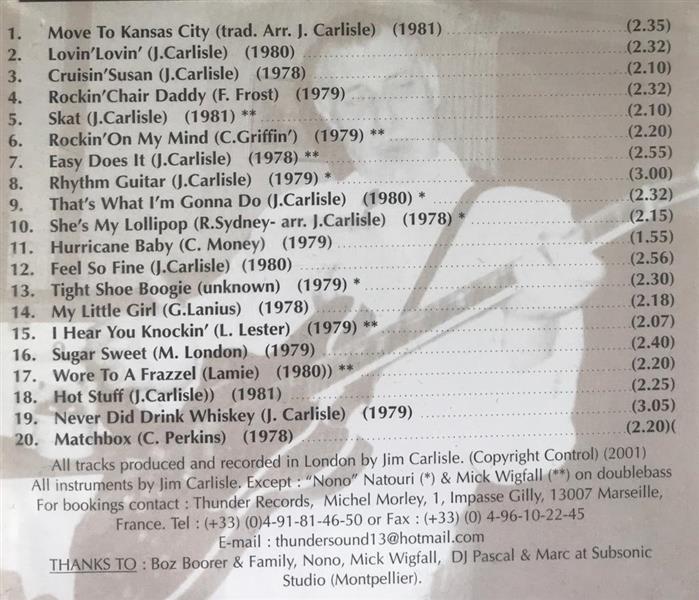 1. Move To Kansas City (trad. Arr. J. Carlisle) (1981) (2.35)
2. Lovin'Lovin' (J.Carlisle) (1980) (2.32)
3. Cruisin'Susan (J.Carlisle) (1978) (2.10)
4. Rockin'Chair Daddy (F. Frost) (1979) (2.32)
5. Skat (J.Carlisle) (1981) ** (2.10)
6. Rockin'On My Mind (C.Griffin') (1979) ** (2.20)
7. Easy Does It (J.Carlisle) (1978) ** (2.55)
8. Rhythm Guitar (J.Carlisle) (1979) * (3.00)
9. That's What I'm Gonna Do (J.Carlisle) (1980) * (2.32)
10. She's My Lollipop (R.Sydney- arr. J.Carlisle) (1978) * (2.15)
11. Hurricane Baby (C. Money) (1979) (1.55)
12. Feel So Fine (J.Carlisle) (1980) (2.56)
13. Tight Shoe Boogie (unknown) (1979) * (2.30)
14. My Little Girl (G.Lanius) (1978) (2.18)
15. I Hear You Knockin' (L. Lester) (1979) ** (2.07)
16. Sugar Sweet (M. London) (1979) (2.40)
17. Wore To A Frazzel (Lamie) (1980)) ** (2.20)
18. Hot Stuff (J.Carlisle)) (1981) (2.25)
19. Never Did Drink Whiskey (J. Carlisle) (1979) (3.05)
20. Matchbox (C. Perkins) (1978) (2.20)(
All tracks produced and recorded in London by Jim Carlisle. (Copyright Control) (2001)
All instruments by Jim Carlisle. Except : "Nono" Natouri (*) & Mick Wigfall (**) on doublebass
For bookings contact : Thunder Records, Michel Morley, 1, Impasse Gilly, 13007 Marseille,
France. Tel : (+33) (0)4-91-81-46-50 or Fax : (+33) (0) 4-96-10-22-45
E-mail : thundersound13@hotmail.com
THANKS TO : Boz Boorer & Family, Nono, Mick Wigfall, DJ Pascal & Marc at Subsonic
Studio (Montpellier).